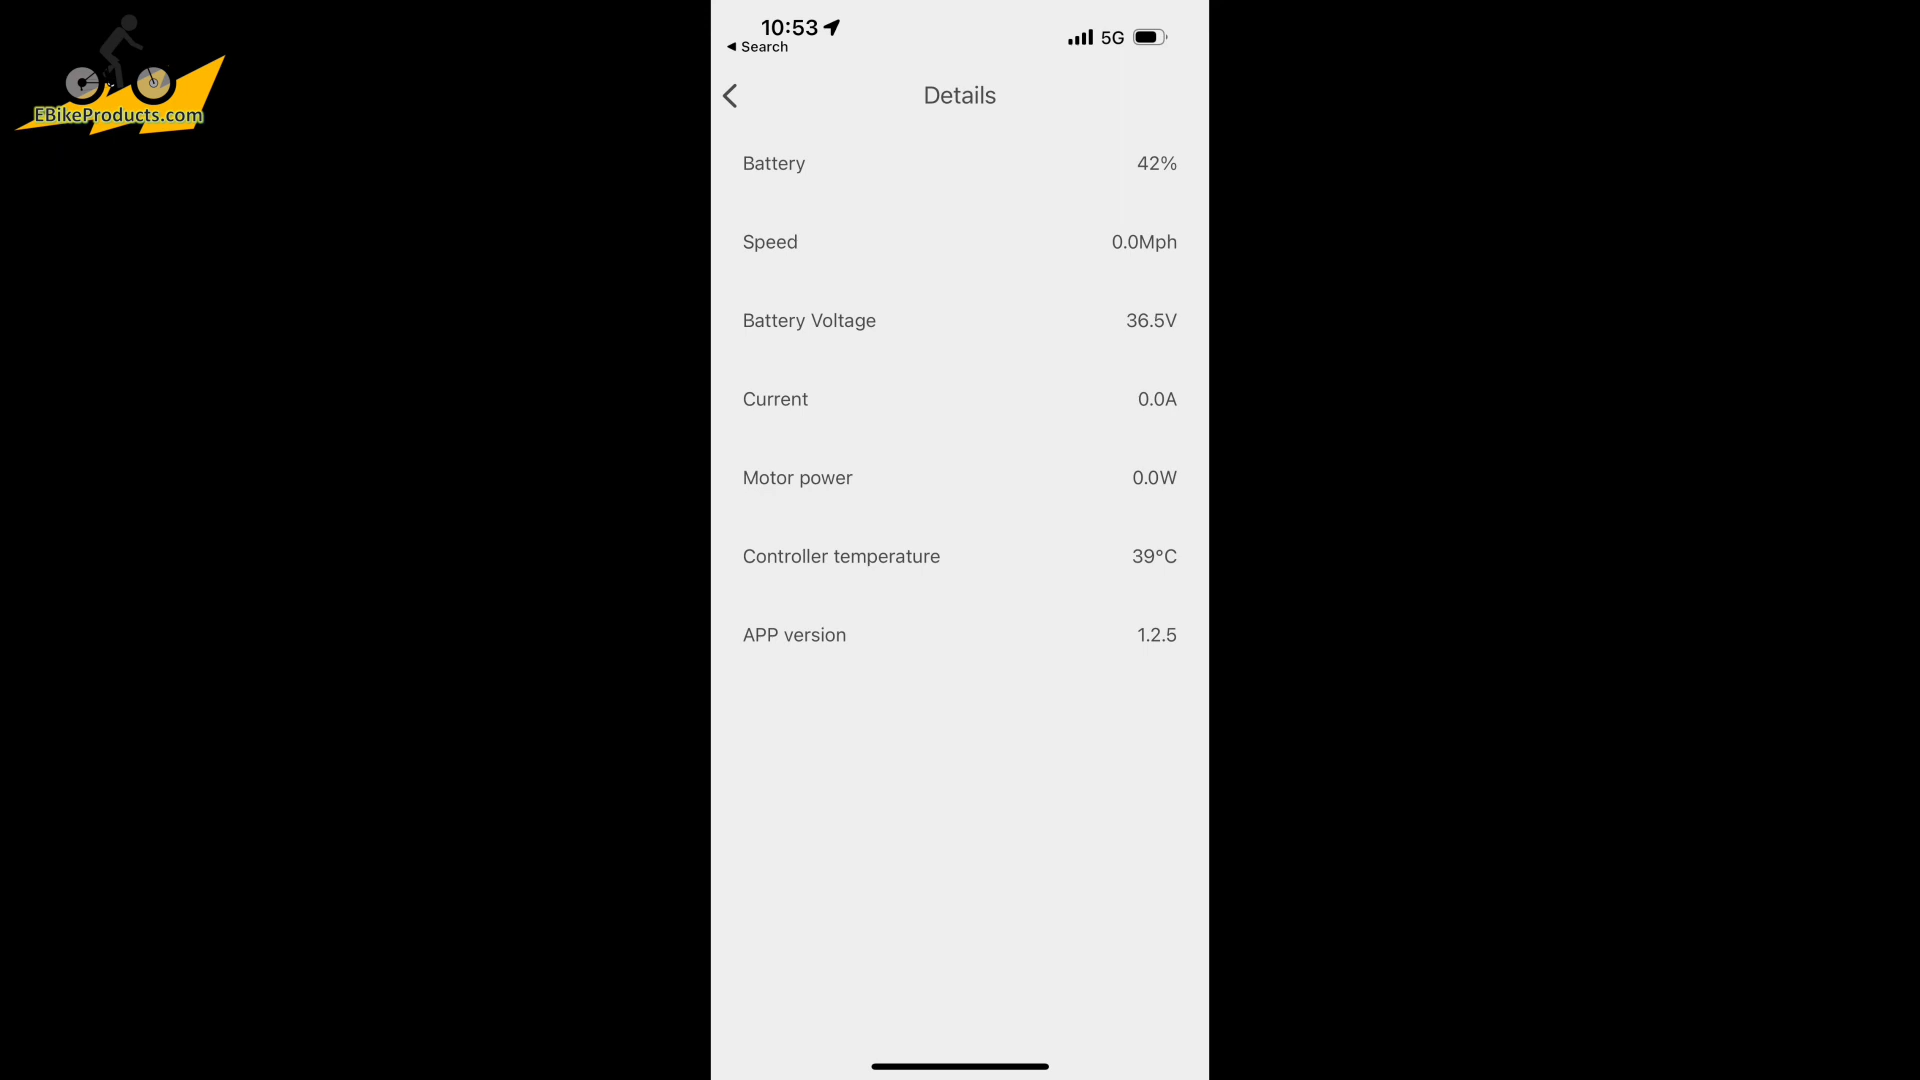 EBikeProducts.com
10:53
◀ Search
5G
Details
Battery 42%
Speed 0.0Mph
Battery Voltage 36.5V
Current 0.0A
Motor power 0.0W
Controller temperature 39°C
APP version 1.2.5